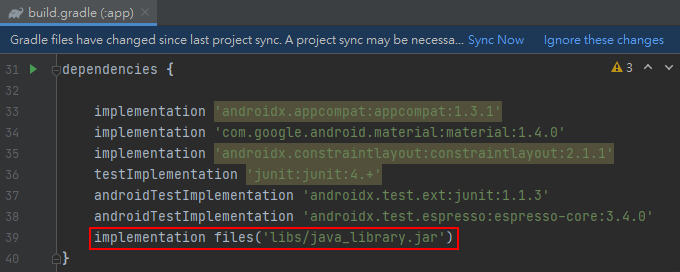 build.gradle (:app)
Gradle files have changed since last project sync. A project sync may be necessa... Sync Now Ignore these changes
31 dependencies { 3
32
33 implementation 'androidx.appcompat:appcompat:1.3.1'
34 implementation 'com.google.android.material:material:1.4.0'
35 implementation 'androidx.constraintlayout:constraintlayout:2.1.1'
36 testImplementation 'junit:junit:4.+'
37 androidTestImplementation 'androidx.test.ext:junit:1.1.3'
38 androidTestImplementation 'androidx.test.espresso:espresso-core:3.4.0'
39 implementation files('libs/java_library.jar')
40 }